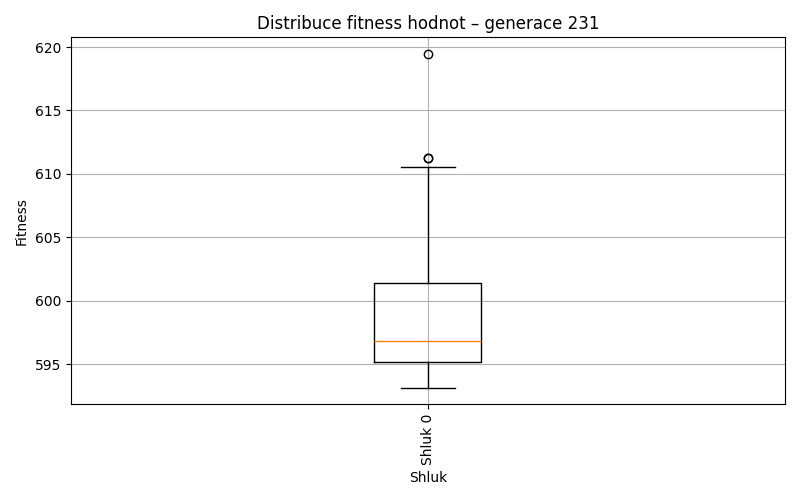 Distribuce fitness hodnot – generace 231
620
615
610
605
600
595
Fitness
Shluk 0
Shluk